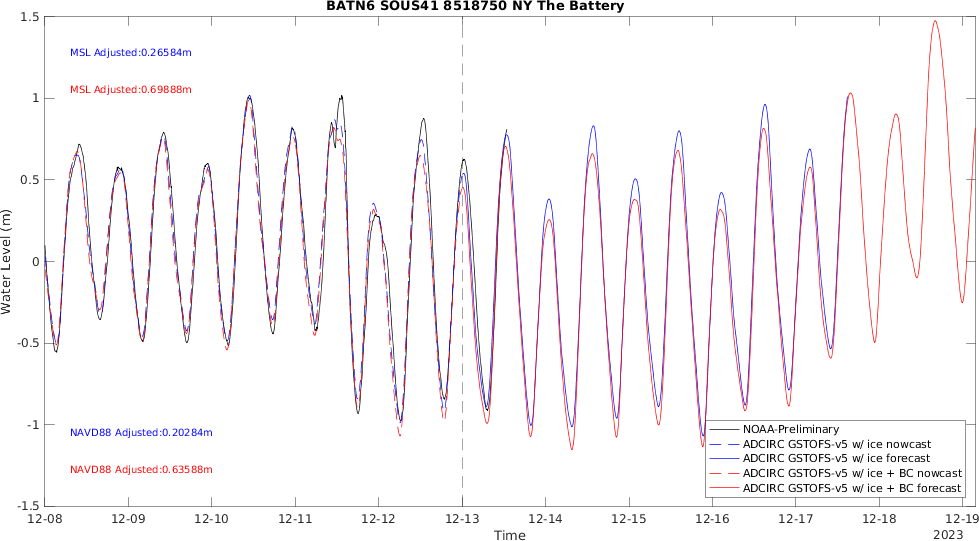 BATN6 SOUS41 8518750 NY The Battery
1.5
MSL Adjusted:0.26584m
MSL Adjusted:0.69888m
1
0.5
Water Level (m)
0
-0.5
-1
NAVD88 Adjusted:0.20284m
NAVD88 Adjusted:0.63588m
-1.5
NOAA-Preliminary
ADCIRC GSTOFS-v5 w/ ice nowcast
ADCIRC GSTOFS-v5 w/ ice forecast
ADCIRC GSTOFS-v5 w/ ice + BC nowcast
ADCIRC GSTOFS-v5 w/ ice + BC forecast
12-08 12-09 12-10 12-11 12-12 12-13 12-14 12-15 12-16 12-17 12-18 12-19
Time
2023